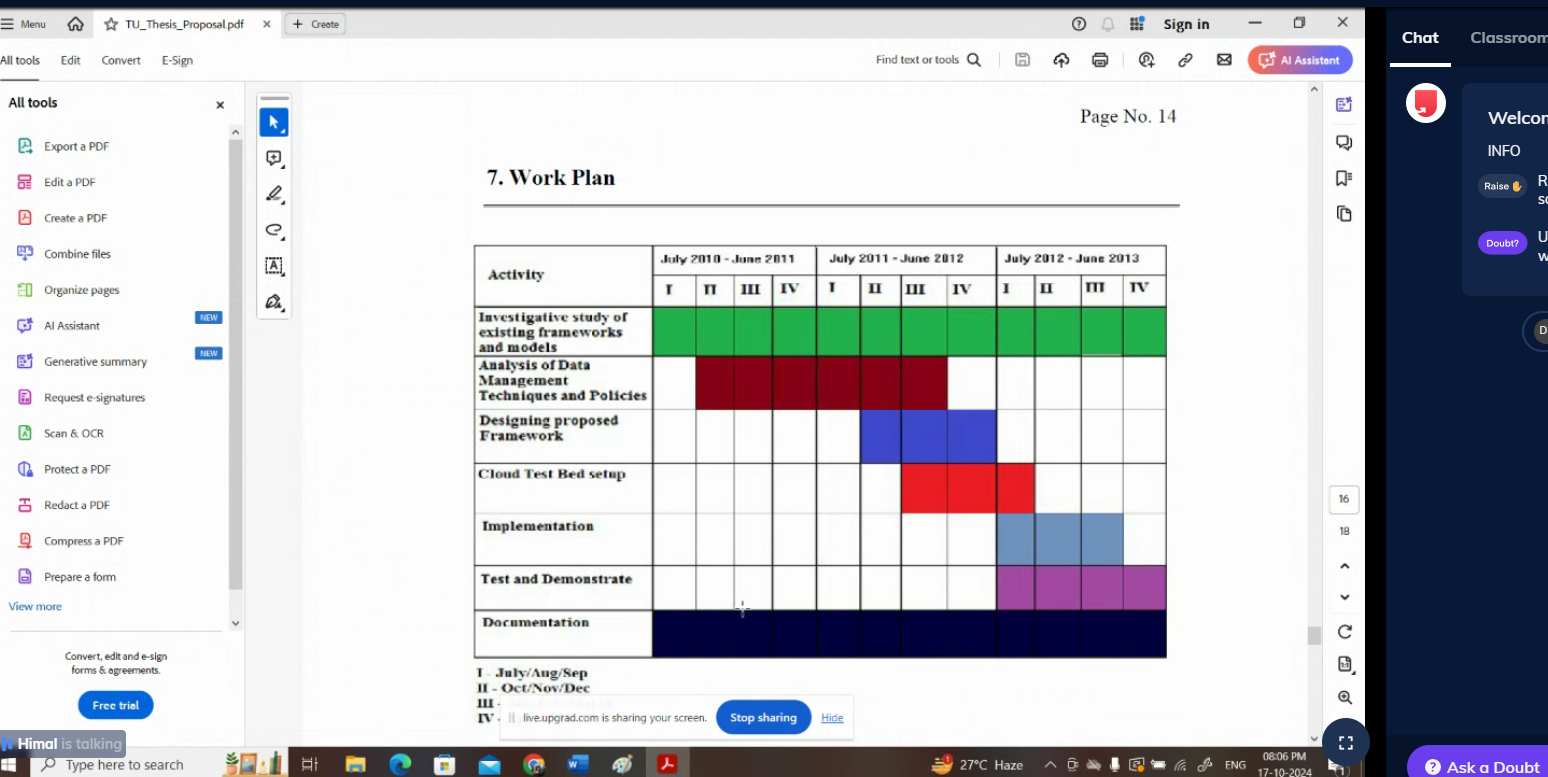 Menu
TU_Thesis_Proposal.pdf
Create
Sign in
All tools
Edit
Convert
E-Sign
Find text or tools
AI Assistant
All tools
Export a PDF
Edit a PDF
Create a PDF
Combine files
Organize pages
AI Assistant
NEW
Generative summary
NEW
Request e-signatures
Scan & OCR
Protect a PDF
Redact a PDF
Compress a PDF
Prepare a form
View more
Convert, edit and e-sign
forms & agreements.
Free trial
Page No. 14
7. Work Plan
Activity
July 2010 - June 2011
July 2011 - June 2012
July 2012 - June 2013
I II III IV I II III IV I II III IV
Investigative study of
existing frameworks
and models
Analysis of Data
Management
Techniques and Policies
Designing proposed
Framework
Cloud Test Bed setup
Implementation
Test and Demonstrate
Documentation
I - July/Aug/Sep
II - Oct/Nov/Dec
III -
IV -
live.upgrad.com is sharing your screen.
Stop sharing
Hide
16
18
Himal is talking
Type here to search
27°C Haze
ENG
08:06 PM
17-10-2024
Chat
Classroom
Welcom
INFO
Raise
R
so
Doubt?
U
w
D
Ask a Doubt